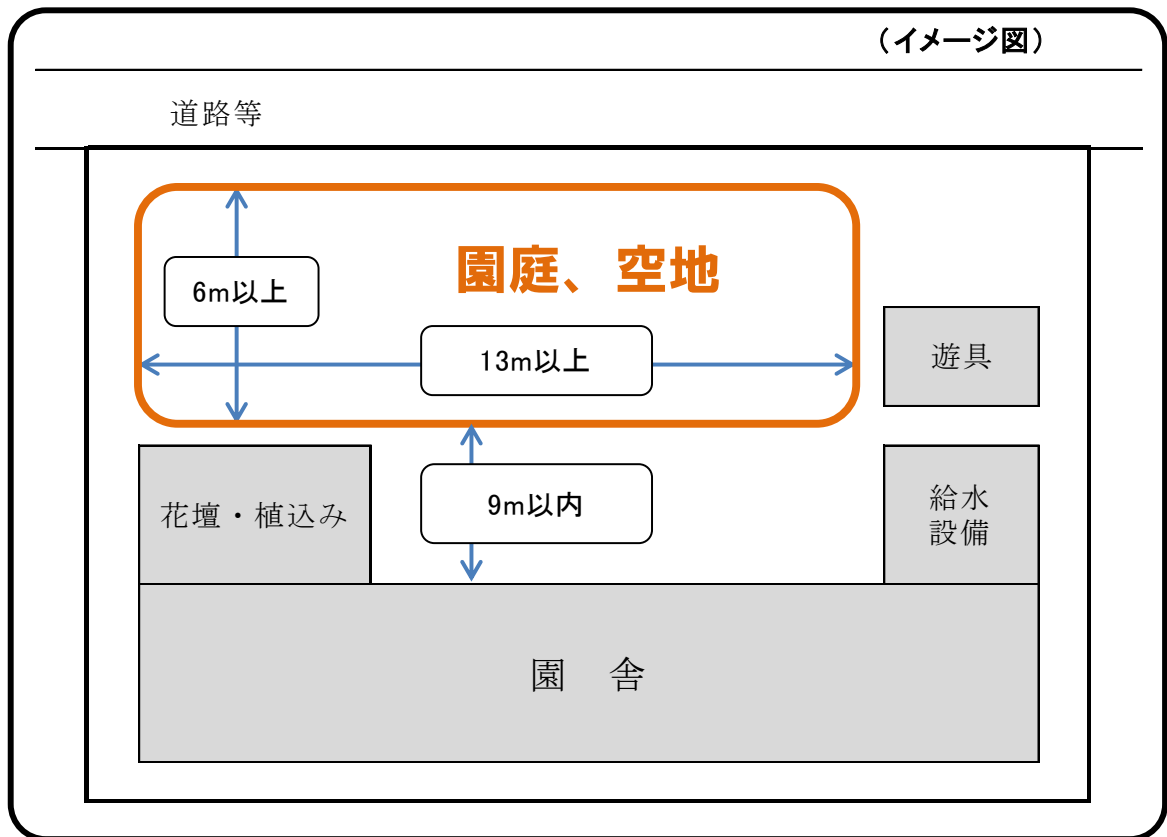 （イメージ図）
道路等
園庭、空地
6m以上
13m以上
遊具
花壇・植込み
9m以内
給水
設備
園　舎